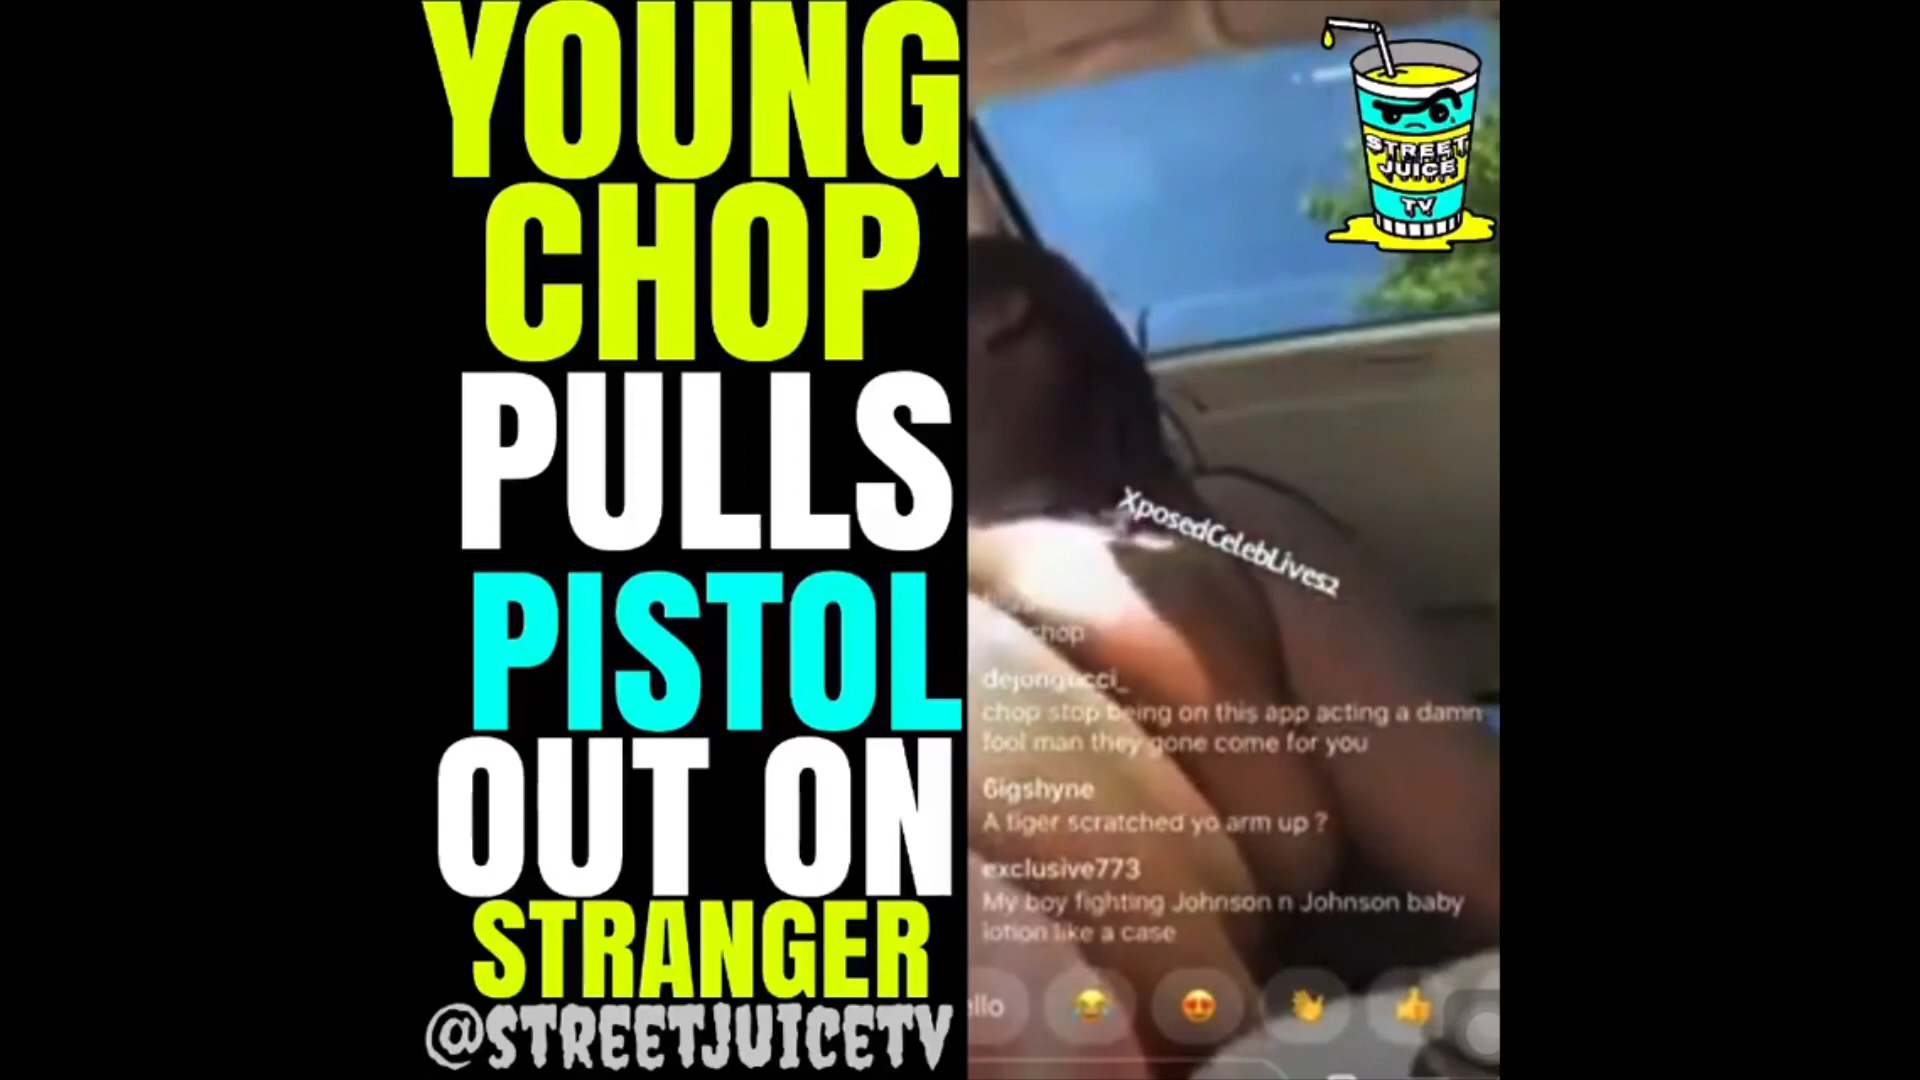 YOUNG
CHOP
PULLS
PISTOL
OUT ON
STRANGER
@STREETJUICETV
STREET
JUICE
TV
XposedCelebLivesz
chop
dejongucci_
chop stop being on this app acting a damn
fool man they gone come for you
6igshyne
A tiger scratched yo arm up ?
exclusive773
My boy fighting Johnson n Johnson baby
lotion like a case
llo